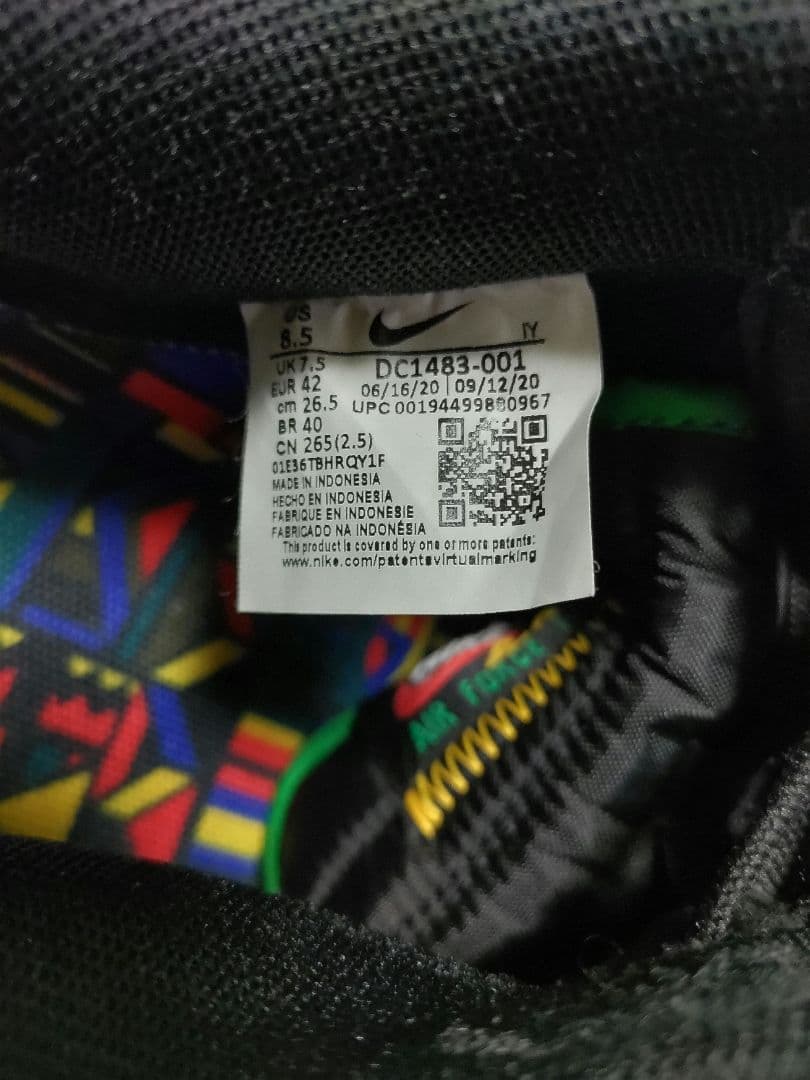 US
8.5
IY
UK 7.5
DC1483-001
EUR 42
06/16/20 | 09/12/20
cm 26.5
UPC 00194499880967
BR 40
CN 265(2.5)
01E36TBHRQY1F
MADE IN INDONESIA
HECHO EN INDONESIA
FABRIQUE EN INDONESIE
FABRICADO NA INDONÉSIA
This product is covered by one or more patents:
www.nike.com/patentsvirtualmarking
AIR FORCE